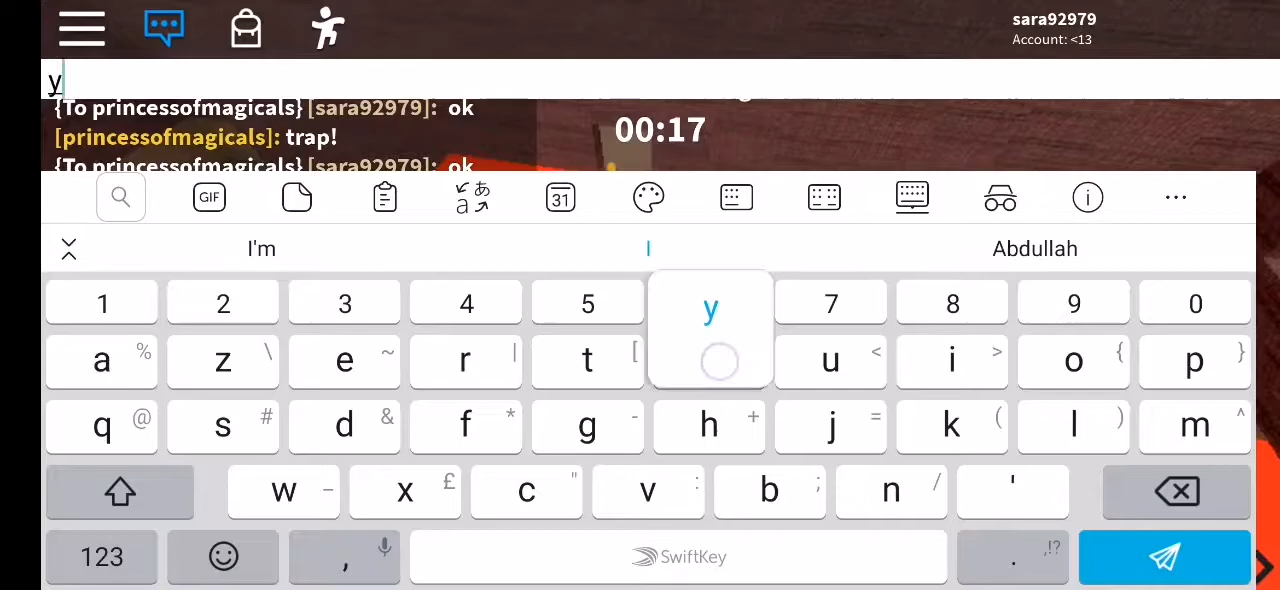 sara92979
Account: <13
y
{To princessofmagicals} [sara92979]: ok
[princessofmagicals]: trap!
00:17
{To princessofmagicals} [sara92979]: ok
GIF
あ
a
31
i
I'm
I
Abdullah
1 2 3 4 5 y 7 8 9 0
a % z \ e ~ r | t [ u < i > o { p }
q @ s # d & f * g - h + j = k ( l ) m ^
w _ x £ c " v : b ; n / '
123 , SwiftKey . ,!?